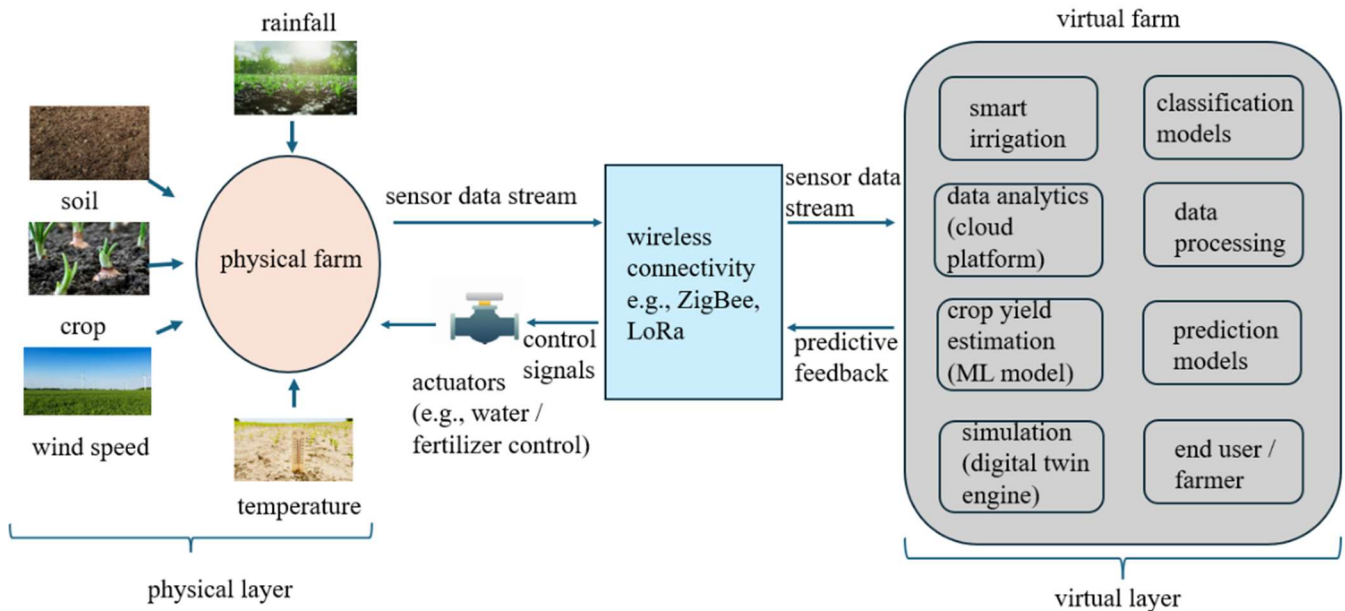 rainfall
soil
crop
wind speed
temperature
physical layer
physical farm
sensor data stream
actuators
(e.g., water /
fertilizer control)
control
signals
wireless
connectivity
e.g., ZigBee,
LoRa
sensor data
stream
predictive
feedback
virtual farm
smart
irrigation
classification
models
data analytics
(cloud
platform)
data
processing
crop yield
estimation
(ML model)
prediction
models
simulation
(digital twin
engine)
end user /
farmer
virtual layer